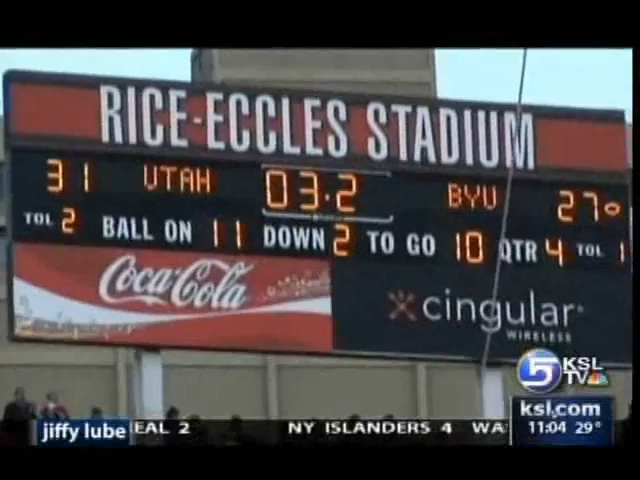 RICE-ECCLES STADIUM
31 UTAH 03.2 BYU 27
TOL 2 BALL ON 11 DOWN 2 TO GO 10 QTR 4 TOL 1
Coca-Cola
cingular
WIRELESS
5 KSL TV
ksl.com
11:04 29°
jiffy lube EAL 2 NY ISLANDERS 4 WA